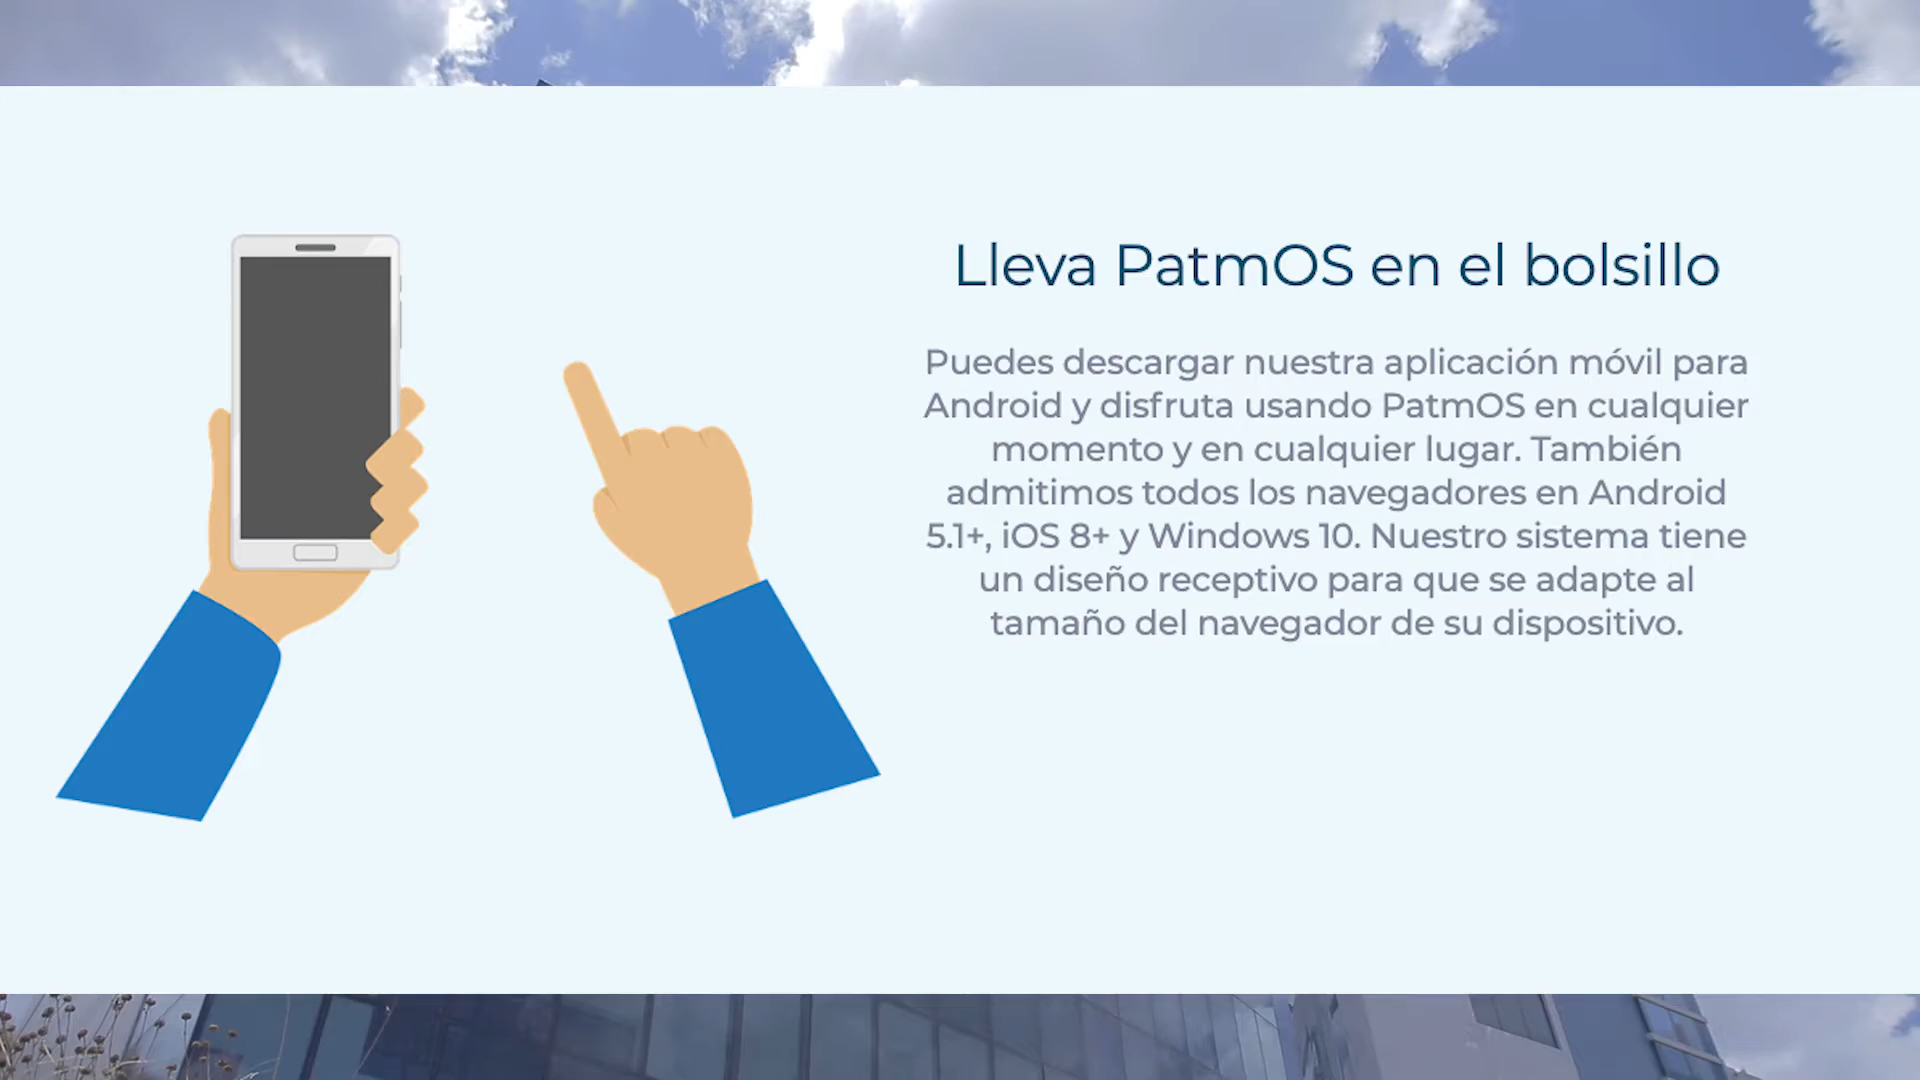 Lleva PatmOS en el bolsillo
Puedes descargar nuestra aplicación móvil para
Android y disfruta usando PatmOS en cualquier
momento y en cualquier lugar. También
admitimos todos los navegadores en Android
5.1+, iOS 8+ y Windows 10. Nuestro sistema tiene
un diseño receptivo para que se adapte al
tamaño del navegador de su dispositivo.